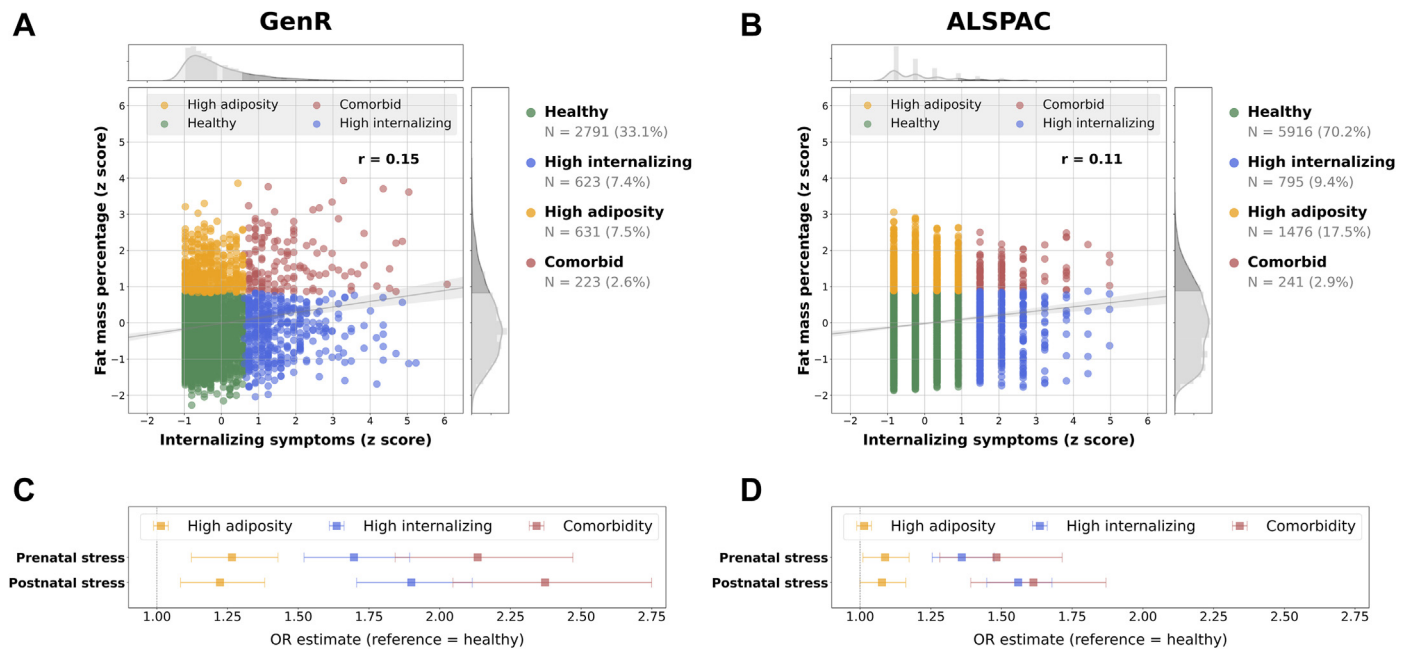 A
GenR
High adiposity
Comorbid
Healthy
High internalizing
r = 0.15
Fat mass percentage (z score)
6
5
4
3
2
1
0
−1
−2
−2
−1
0
1
2
3
4
5
6
Internalizing symptoms (z score)
Healthy
N = 2791 (33.1%)
High internalizing
N = 623 (7.4%)
High adiposity
N = 631 (7.5%)
Comorbid
N = 223 (2.6%)
B
ALSPAC
High adiposity
Comorbid
Healthy
High internalizing
r = 0.11
Fat mass percentage (z score)
6
5
4
3
2
1
0
−1
−2
−2
−1
0
1
2
3
4
5
6
Internalizing symptoms (z score)
Healthy
N = 5916 (70.2%)
High internalizing
N = 795 (9.4%)
High adiposity
N = 1476 (17.5%)
Comorbid
N = 241 (2.9%)
C
High adiposity
High internalizing
Comorbidity
Prenatal stress
Postnatal stress
1.00
1.25
1.50
1.75
2.00
2.25
2.50
2.75
OR estimate (reference = healthy)
D
High adiposity
High internalizing
Comorbidity
Prenatal stress
Postnatal stress
1.00
1.25
1.50
1.75
2.00
2.25
2.50
2.75
OR estimate (reference = healthy)